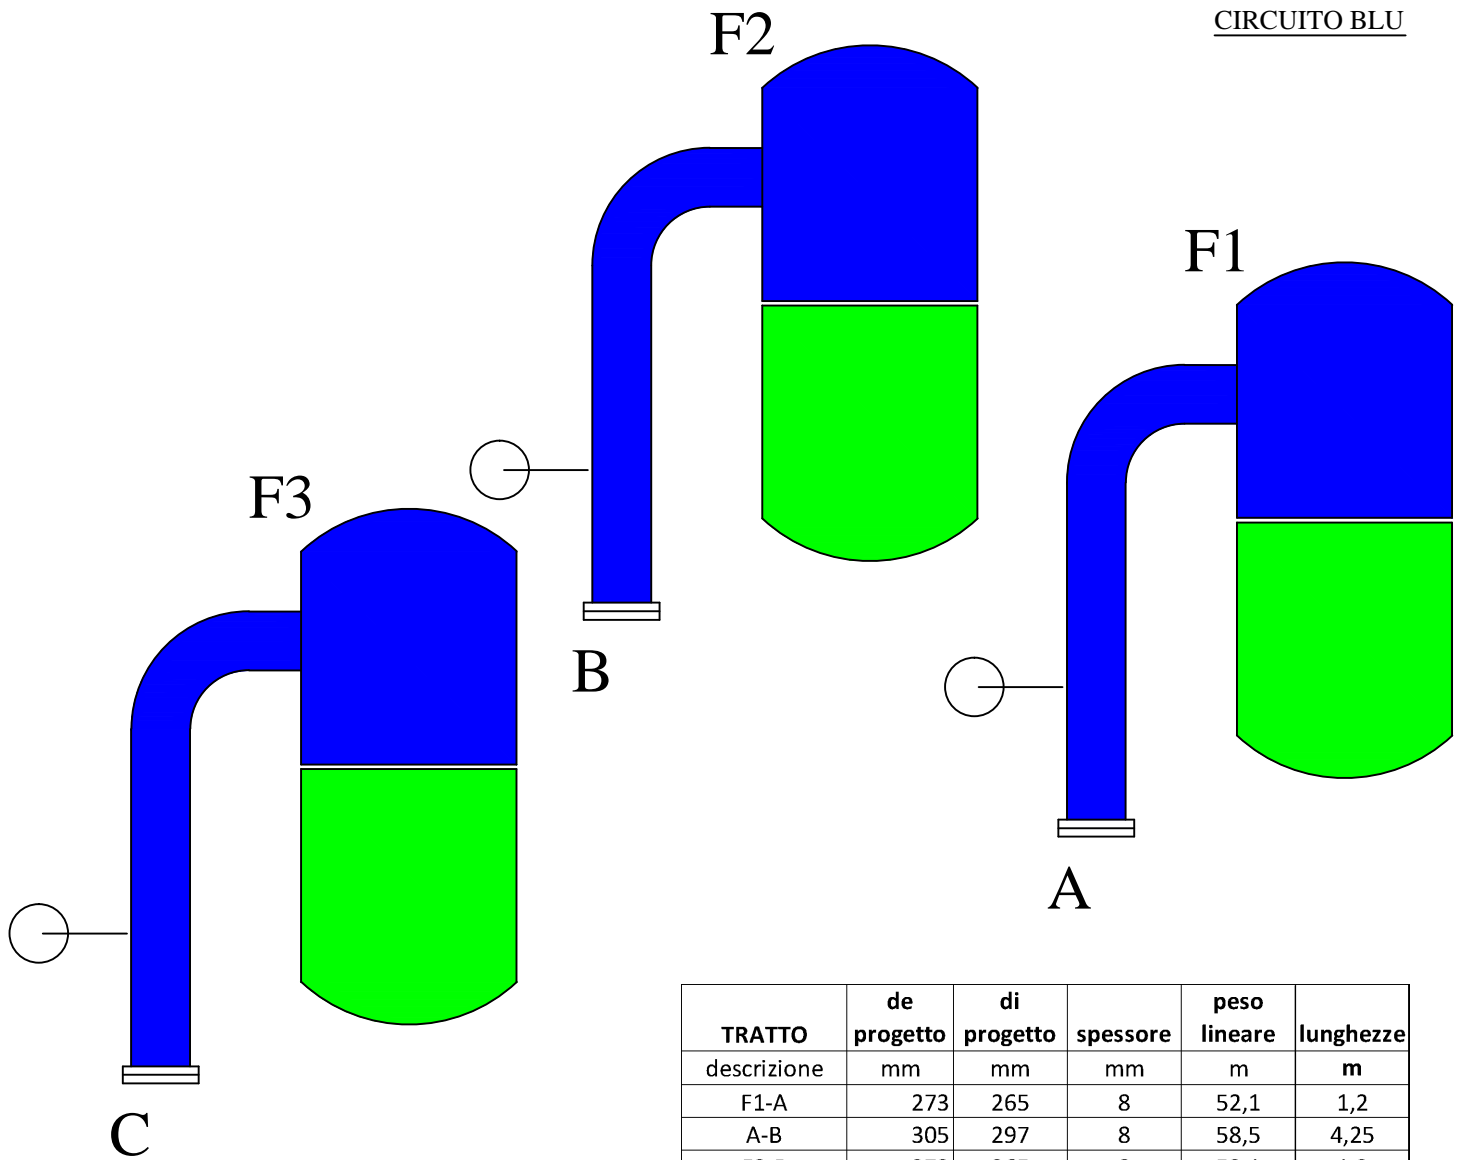 CIRCUITO BLU
F2
F1
F3
B
A
C
TRATTO de progetto di progetto spessore peso lineare lunghezze
descrizione mm mm mm m m
F1-A 273 265 8 52,1 1,2
A-B 305 297 8 58,5 4,25